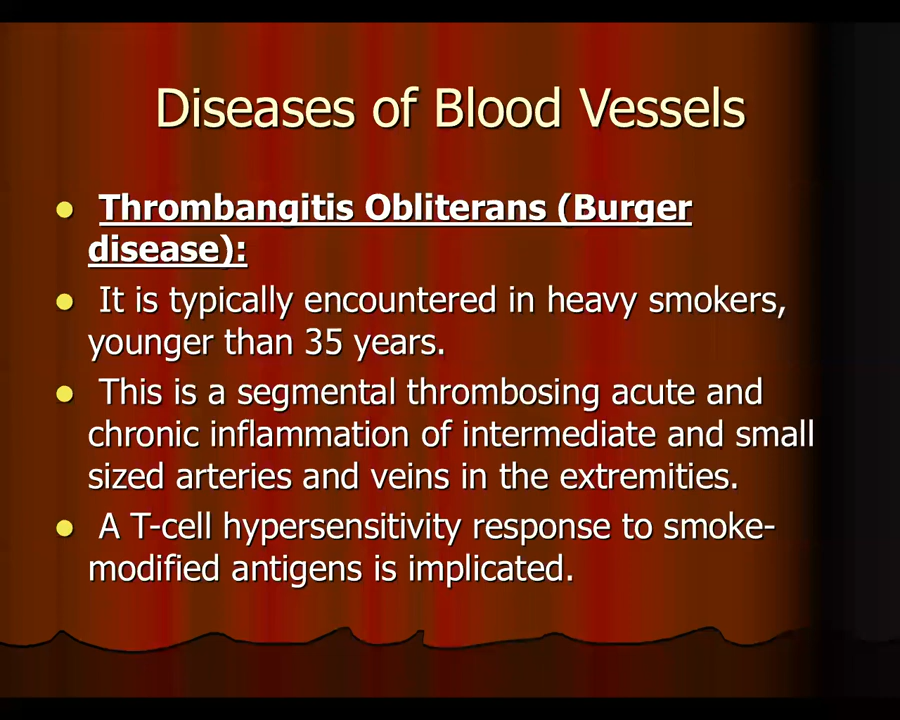 Diseases of Blood Vessels
● Thrombangitis Obliterans (Burger
disease):
● It is typically encountered in heavy smokers,
younger than 35 years.
● This is a segmental thrombosing acute and
chronic inflammation of intermediate and small
sized arteries and veins in the extremities.
● A T-cell hypersensitivity response to smoke-
modified antigens is implicated.